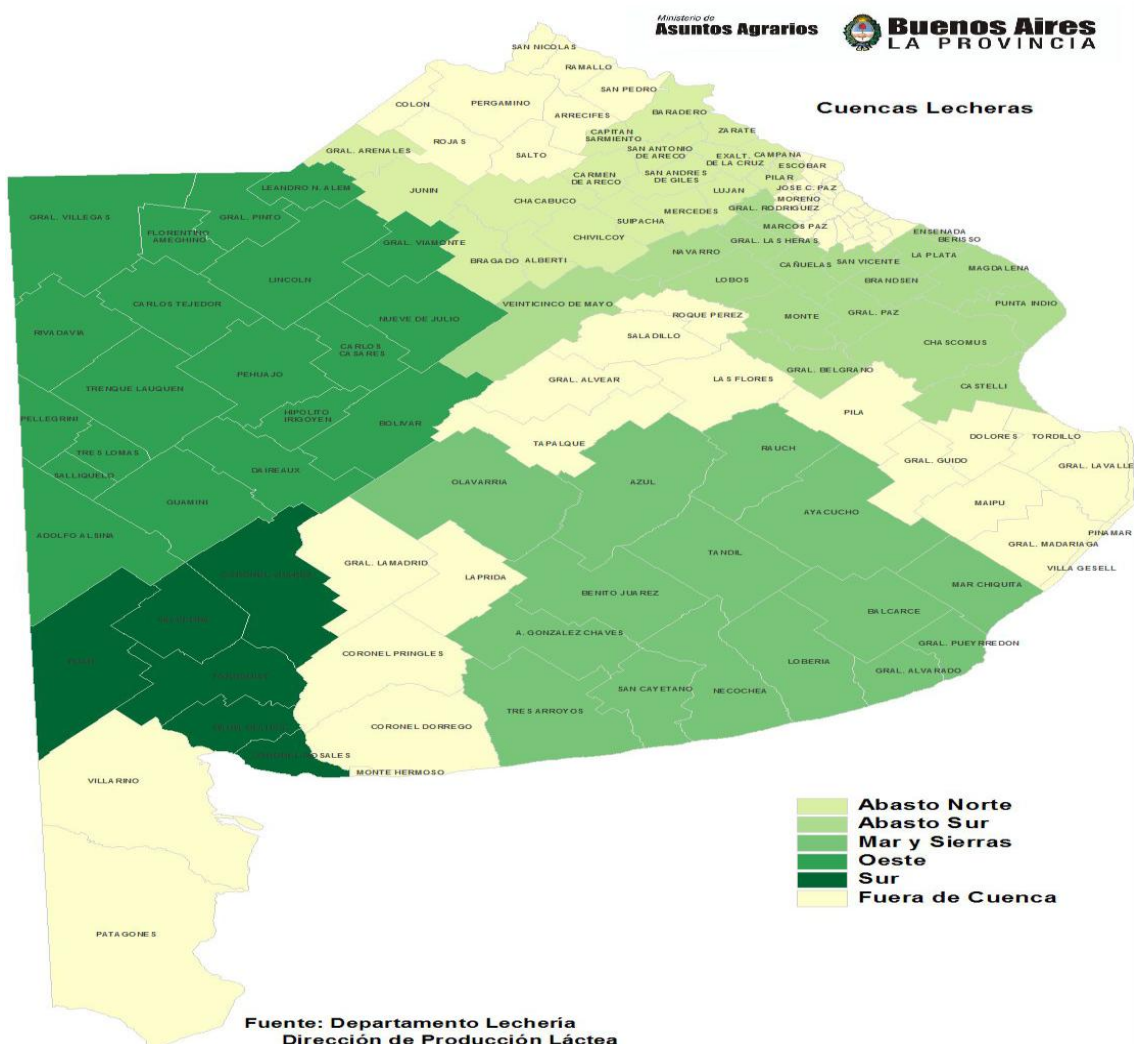 Ministerio de
Asuntos Agrarios
Buenos Aires
LA PROVINCIA
Cuencas Lecheras
SAN NICOLAS
RAMALLO
SAN PEDRO
COLON
PERGAMINO
ARRECIFES
BARADERO
ROJAS
CAPITAN
SARMIENTO
ZARATE
GRAL. ARENALES
SALTO
SAN ANTONIO
DE ARECO
EXALT.
DE LA CRUZ
CAMPANA
ESCOBAR
LEANDRO N. ALEM
JUNIN
CARMEN
DE ARECO
SAN ANDRES
DE GILES
PILAR
LUJAN
JOSE C. PAZ
MORENO
CHACABUCO
MERCEDES
GRAL. RODRIGUEZ
GRAL. VILLEGAS
GRAL. PINTO
SUIPACHA
MARCOS PAZ
FLORENTINO
AMEGHINO
GRAL. VIAMONTE
CHIVILCOY
GRAL. LAS HERAS
ENSENADA
BERISSO
BRAGADO
ALBERTI
NAVARRO
CAÑUELAS
SAN VICENTE
LA PLATA
MAGDALENA
LINCOLN
LOBOS
BRANDSEN
CARLOS TEJEDOR
VEINTICINCO DE MAYO
PUNTA INDIO
RIVADAVIA
NUEVE DE JULIO
ROQUE PEREZ
MONTE
GRAL. PAZ
SALADILLO
CARLOS
CASARES
CHASCOMUS
PEHUAJO
GRAL. BELGRANO
TRENQUE LAUQUEN
GRAL. ALVEAR
LAS FLORES
CASTELLI
PELLEGRINI
HIPOLITO
IRIGOYEN
BOLIVAR
PILA
TRES LOMAS
TAPALQUE
RAUCH
DOLORES
TORDILLO
SALLIQUELO
DAIREAUX
GRAL. GUIDO
GRAL. LAVALLE
OLAVARRIA
AZUL
GUAMINI
MAIPU
AYACUCHO
ADOLFO ALSINA
PINAMAR
GRAL. MADARIAGA
TANDIL
GRAL. LAMADRID
VILLA GESELL
LAPRIDA
MAR CHIQUITA
BENITO JUAREZ
BALCARCE
A. GONZALEZ CHAVES
GRAL. PUEYRREDON
CORONEL PRINGLES
LOBERIA
GRAL. ALVARADO
SAN CAYETANO
NECOCHEA
TRES ARROYOS
CORONEL DORREGO
MONTE HERMOSO
VILLARINO
PATAGONES
Abasto Norte
Abasto Sur
Mar y Sierras
Oeste
Sur
Fuera de Cuenca
Fuente: Departamento Lechería
Dirección de Producción Láctea